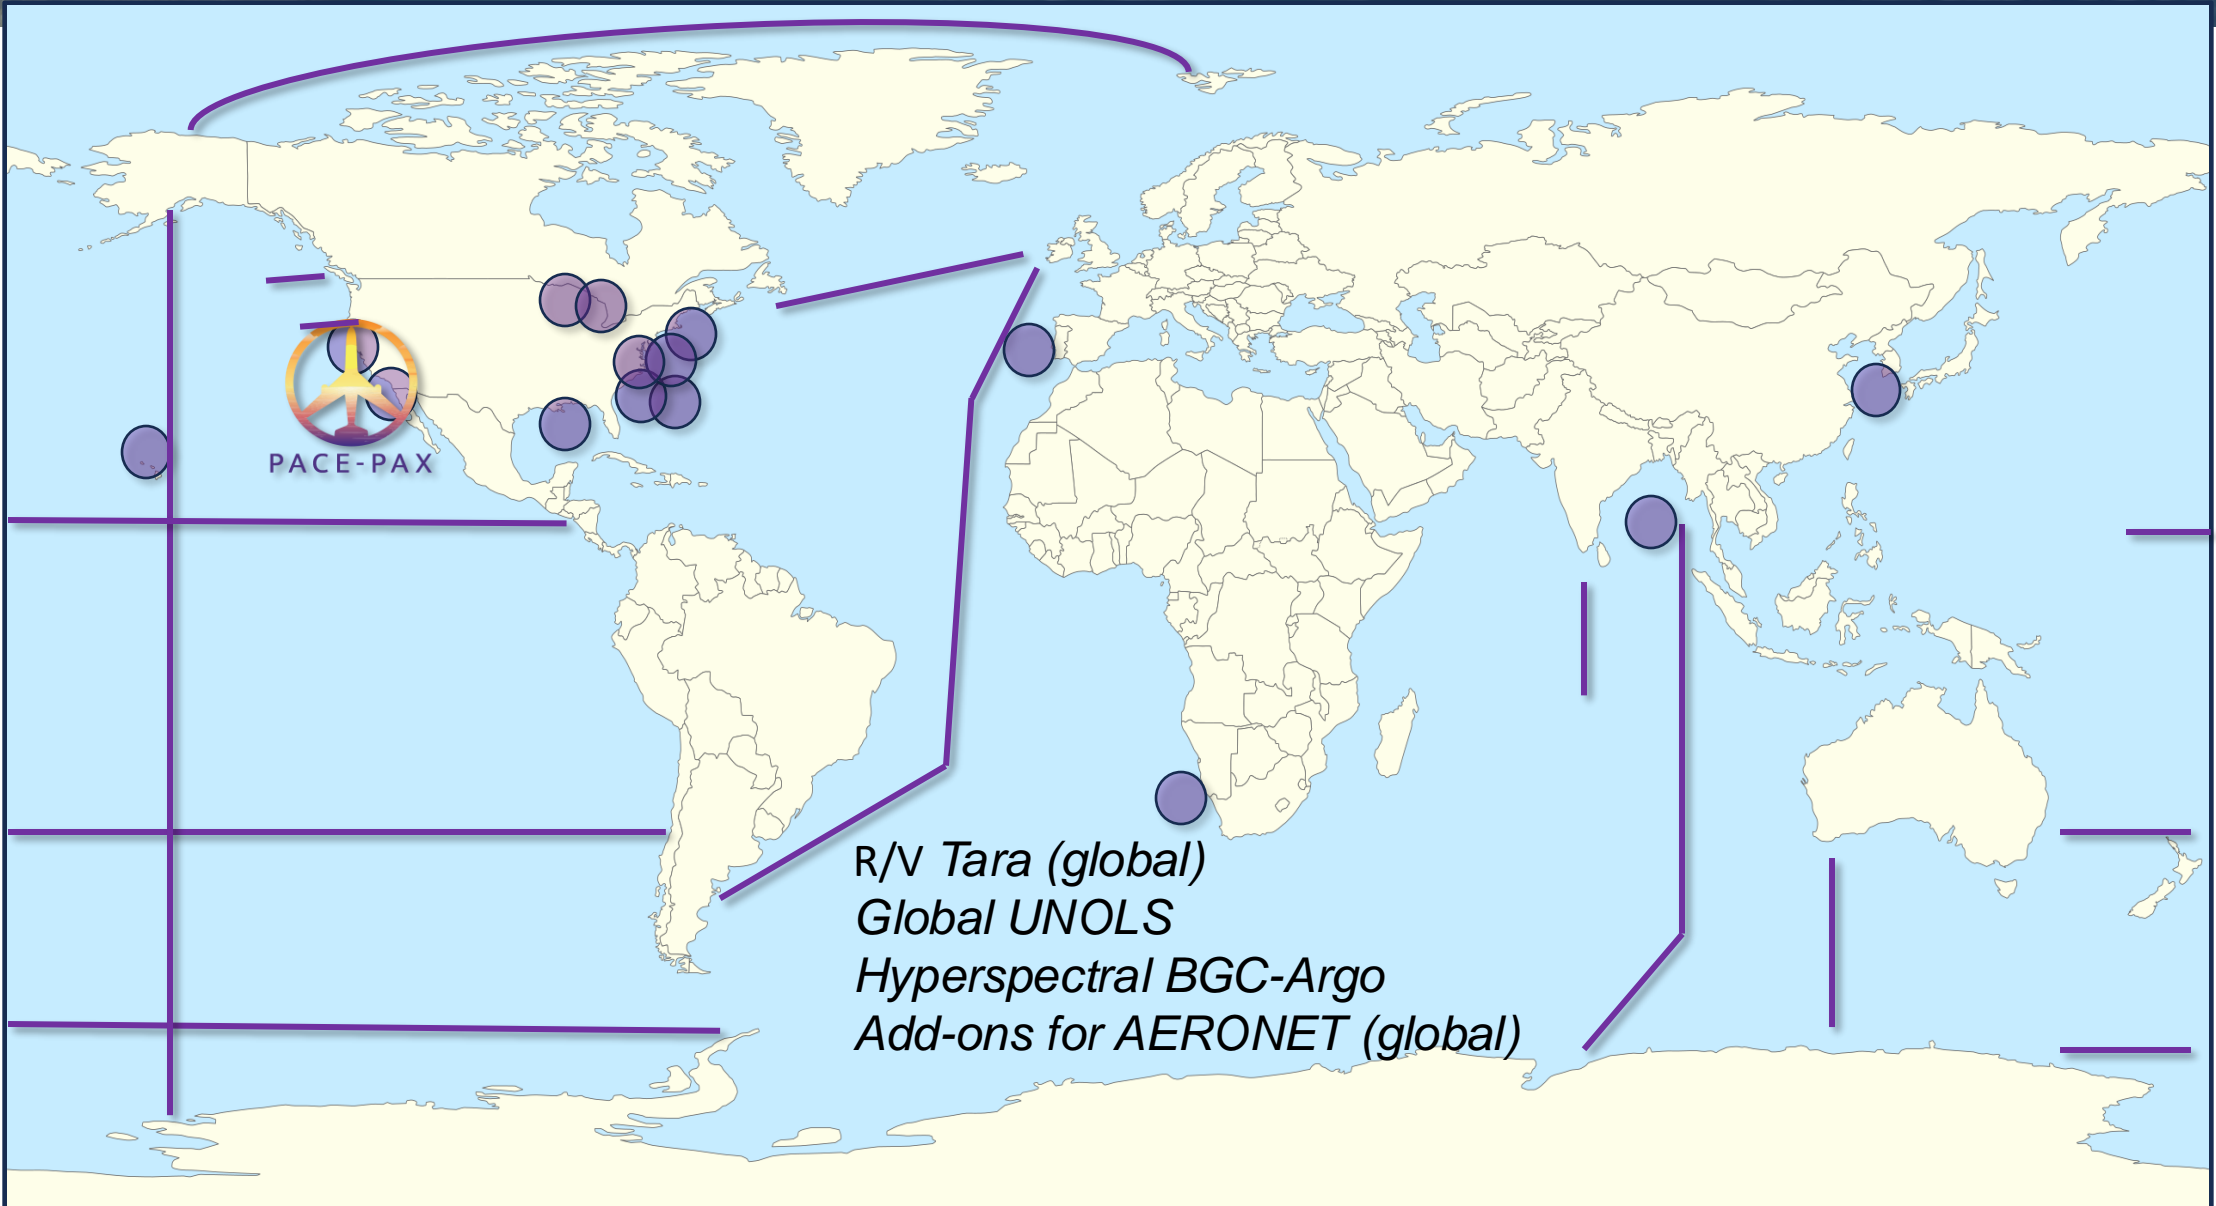 PACE-PAX
R/V Tara (global)
Global UNOLS
Hyperspectral BGC-Argo
Add-ons for AERONET (global)